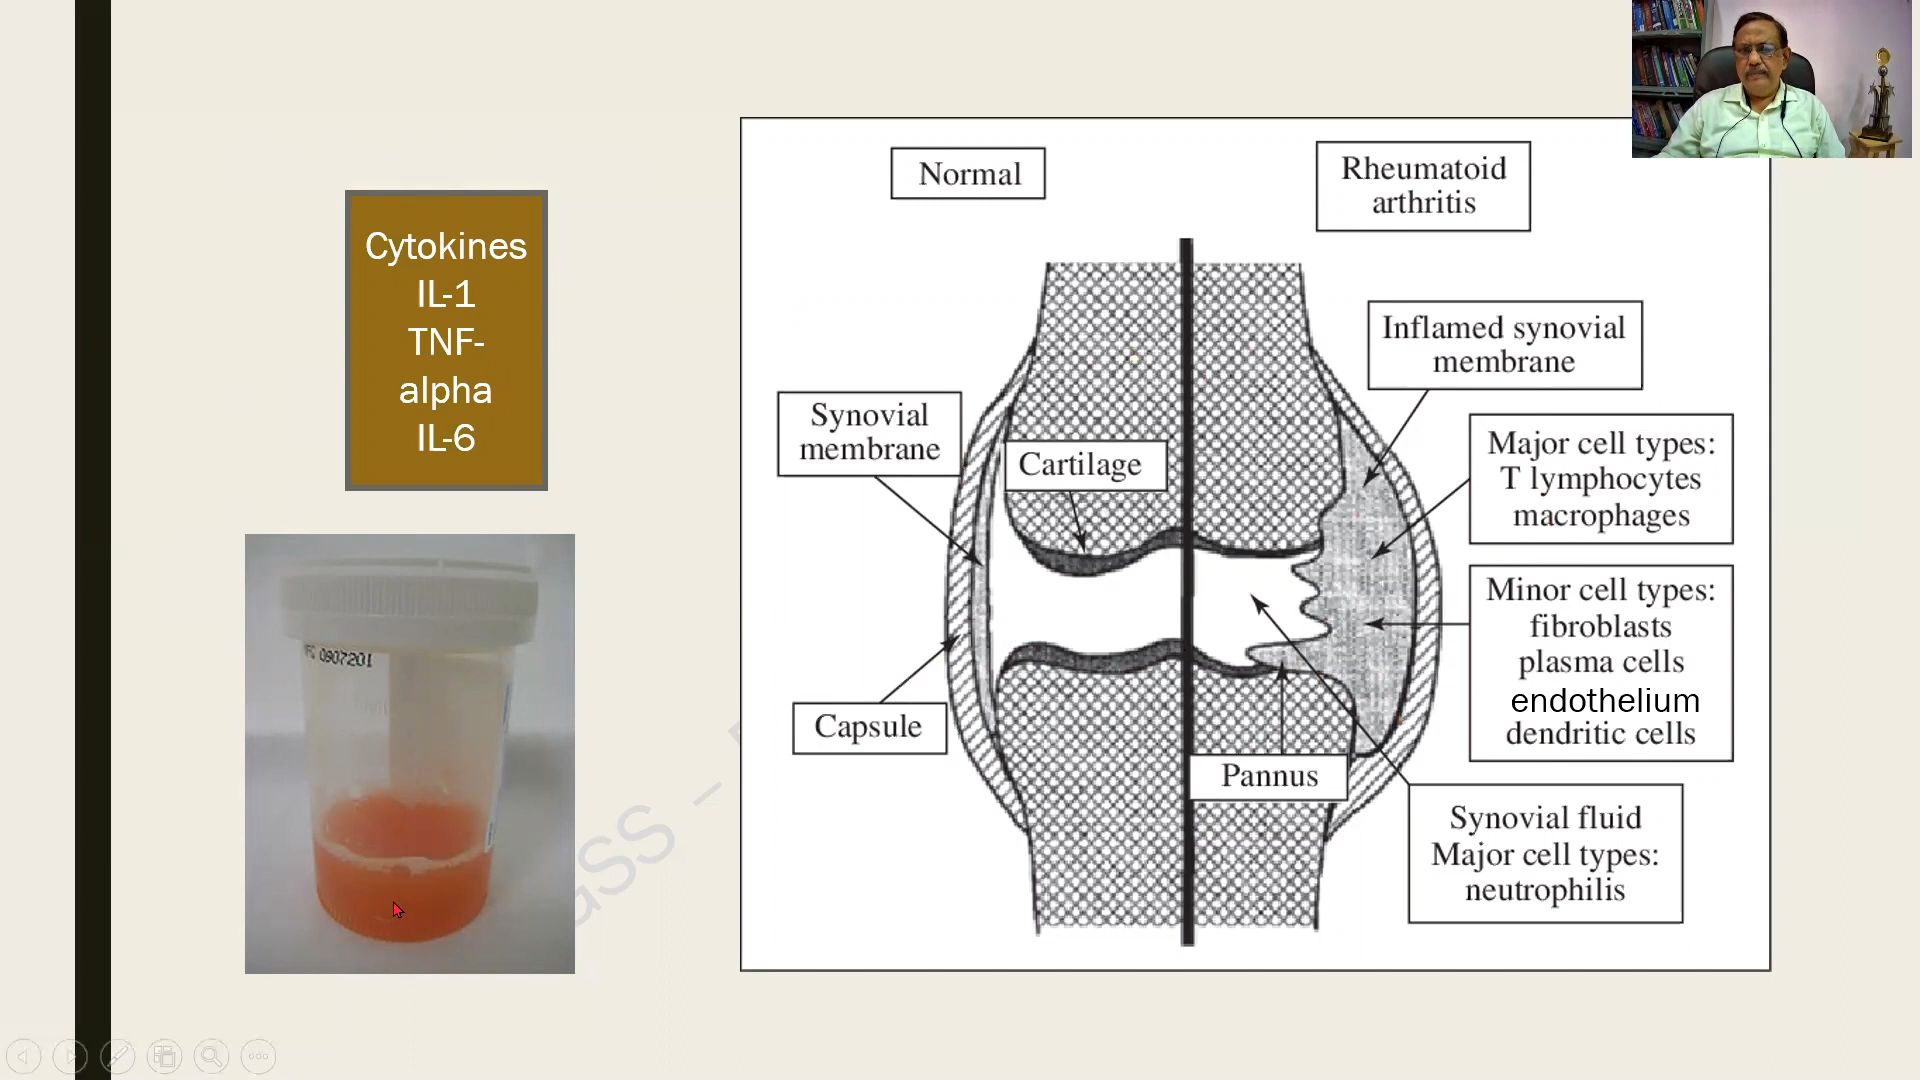 Cytokines
IL-1
TNF-
alpha
IL-6
0907201
Normal
Rheumatoid
arthritis
Inflamed synovial
membrane
Synovial
membrane
Cartilage
Major cell types:
T lymphocytes
macrophages
Minor cell types:
fibroblasts
plasma cells
endothelium
dendritic cells
Capsule
Pannus
Synovial fluid
Major cell types:
neutrophilis